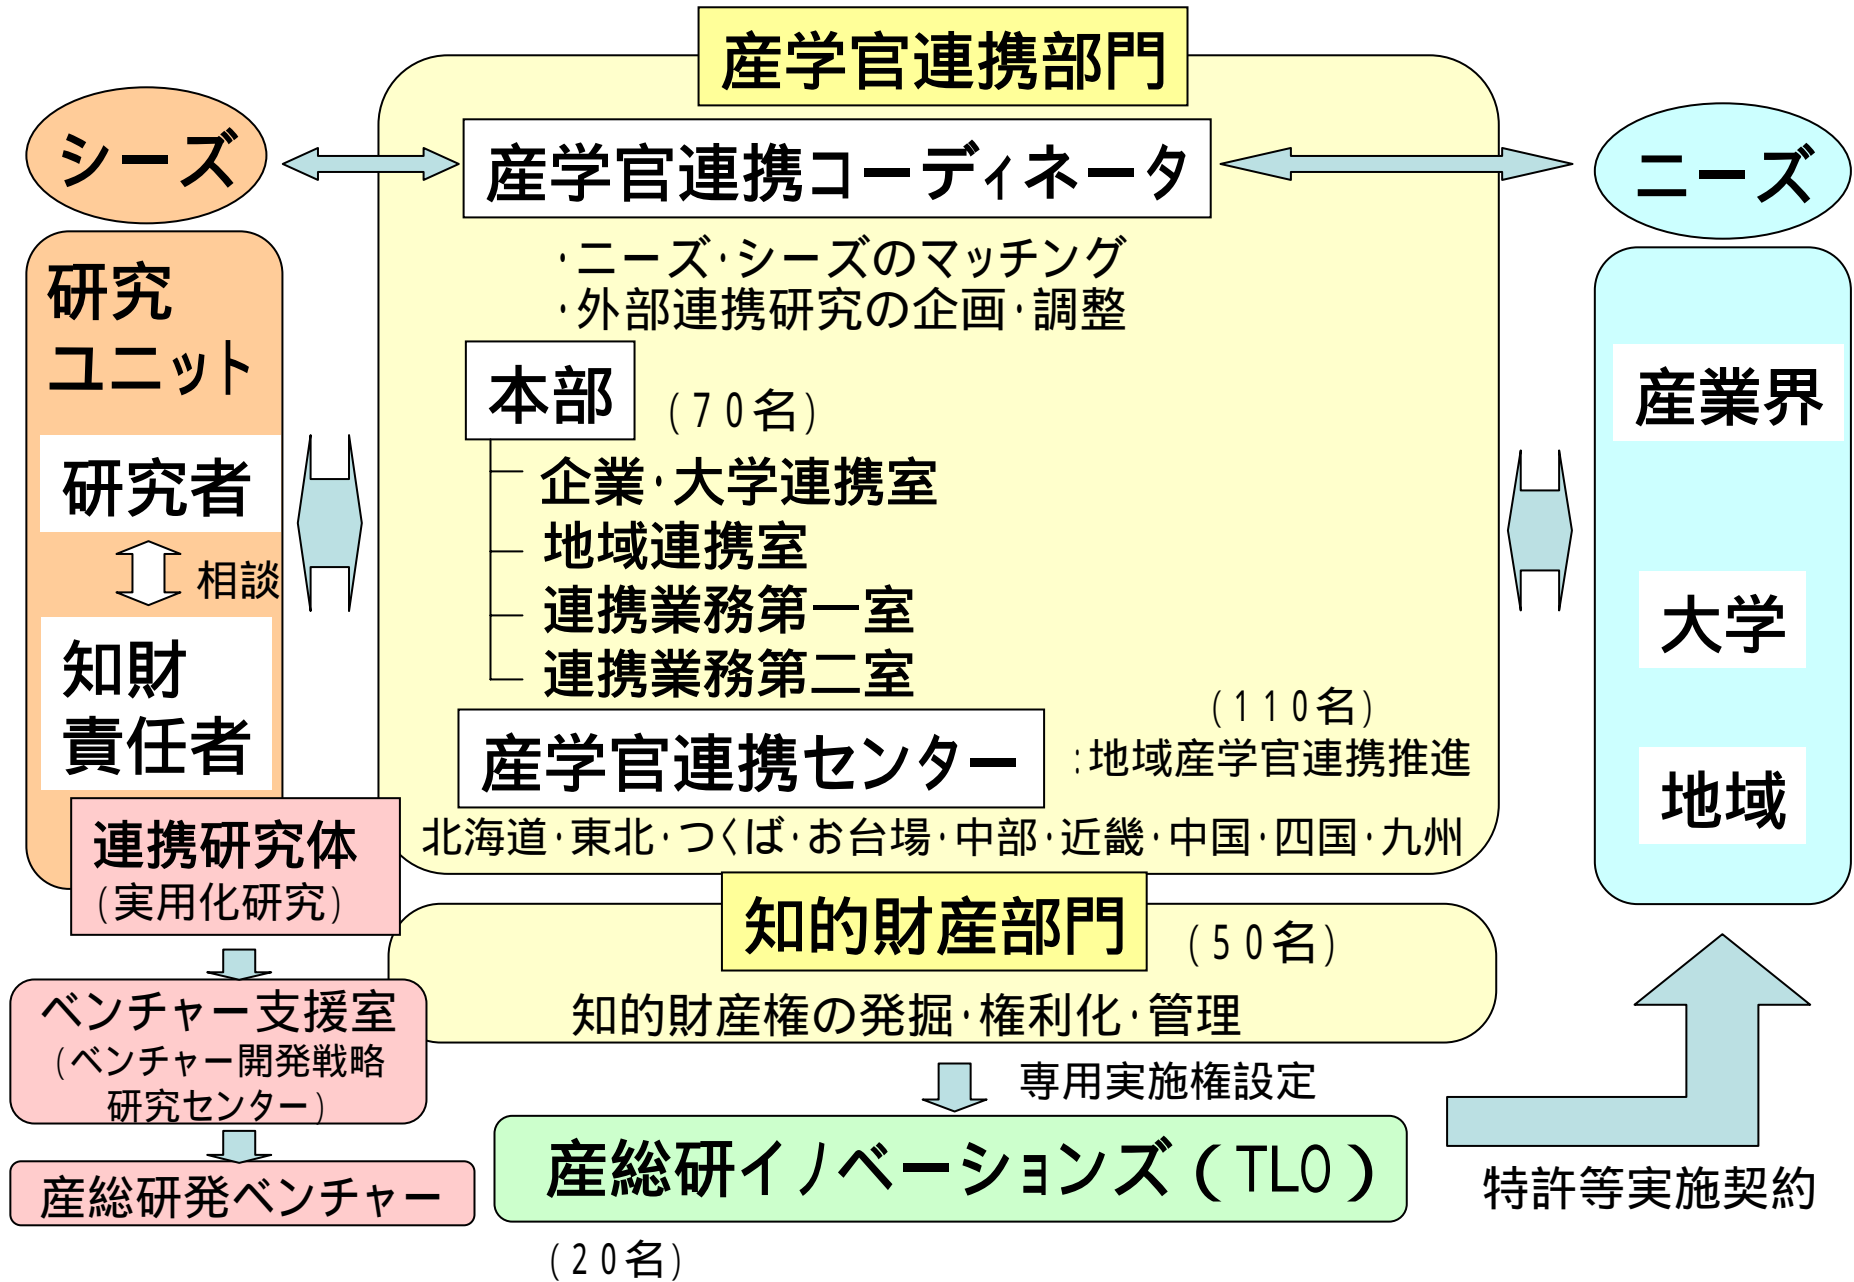 産学官連携部門
シーズ
産学官連携コーディネータ
ニーズ
・ニーズ・シーズのマッチング
・外部連携研究の企画・調整
研究
ユニット
研究者
相談
知財
責任者
本部
(70名)
企業・大学連携室
地域連携室
連携業務第一室
連携業務第二室
産業界
大学
地域
(110名)
産学官連携センター
:地域産学官連携推進
北海道・東北・つくば・お台場・中部・近畿・中国・四国・九州
連携研究体
(実用化研究)
知的財産部門
(50名)
知的財産権の発掘・権利化・管理
ベンチャー支援室
(ベンチャー開発戦略
研究センター)
専用実施権設定
産総研発ベンチャー
産総研イノベーションズ(TLO)
特許等実施契約
(20名)